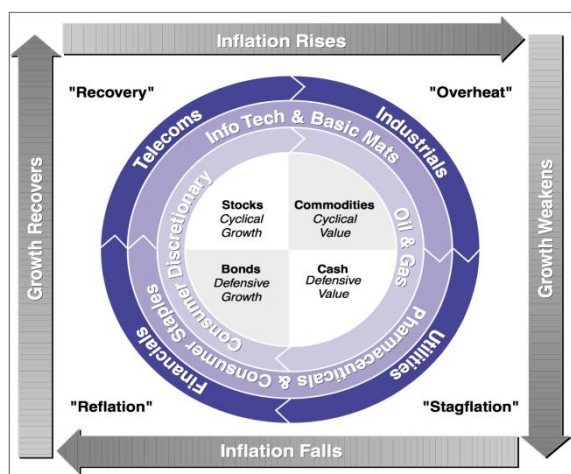 Inflation Rises
"Recovery"
"Overheat"
Telecoms
Info Tech & Basic Mats
Industrials
Growth Recovers
Growth Weakens
Consumer Discretionary
Stocks
Cyclical
Growth
Commodities
Cyclical
Value
Oil & Gas
Bonds
Defensive
Growth
Cash
Defensive
Value
Financials
Pharmaceuticals & Consumer Staples
Utilities
"Reflation"
"Stagflation"
Inflation Falls